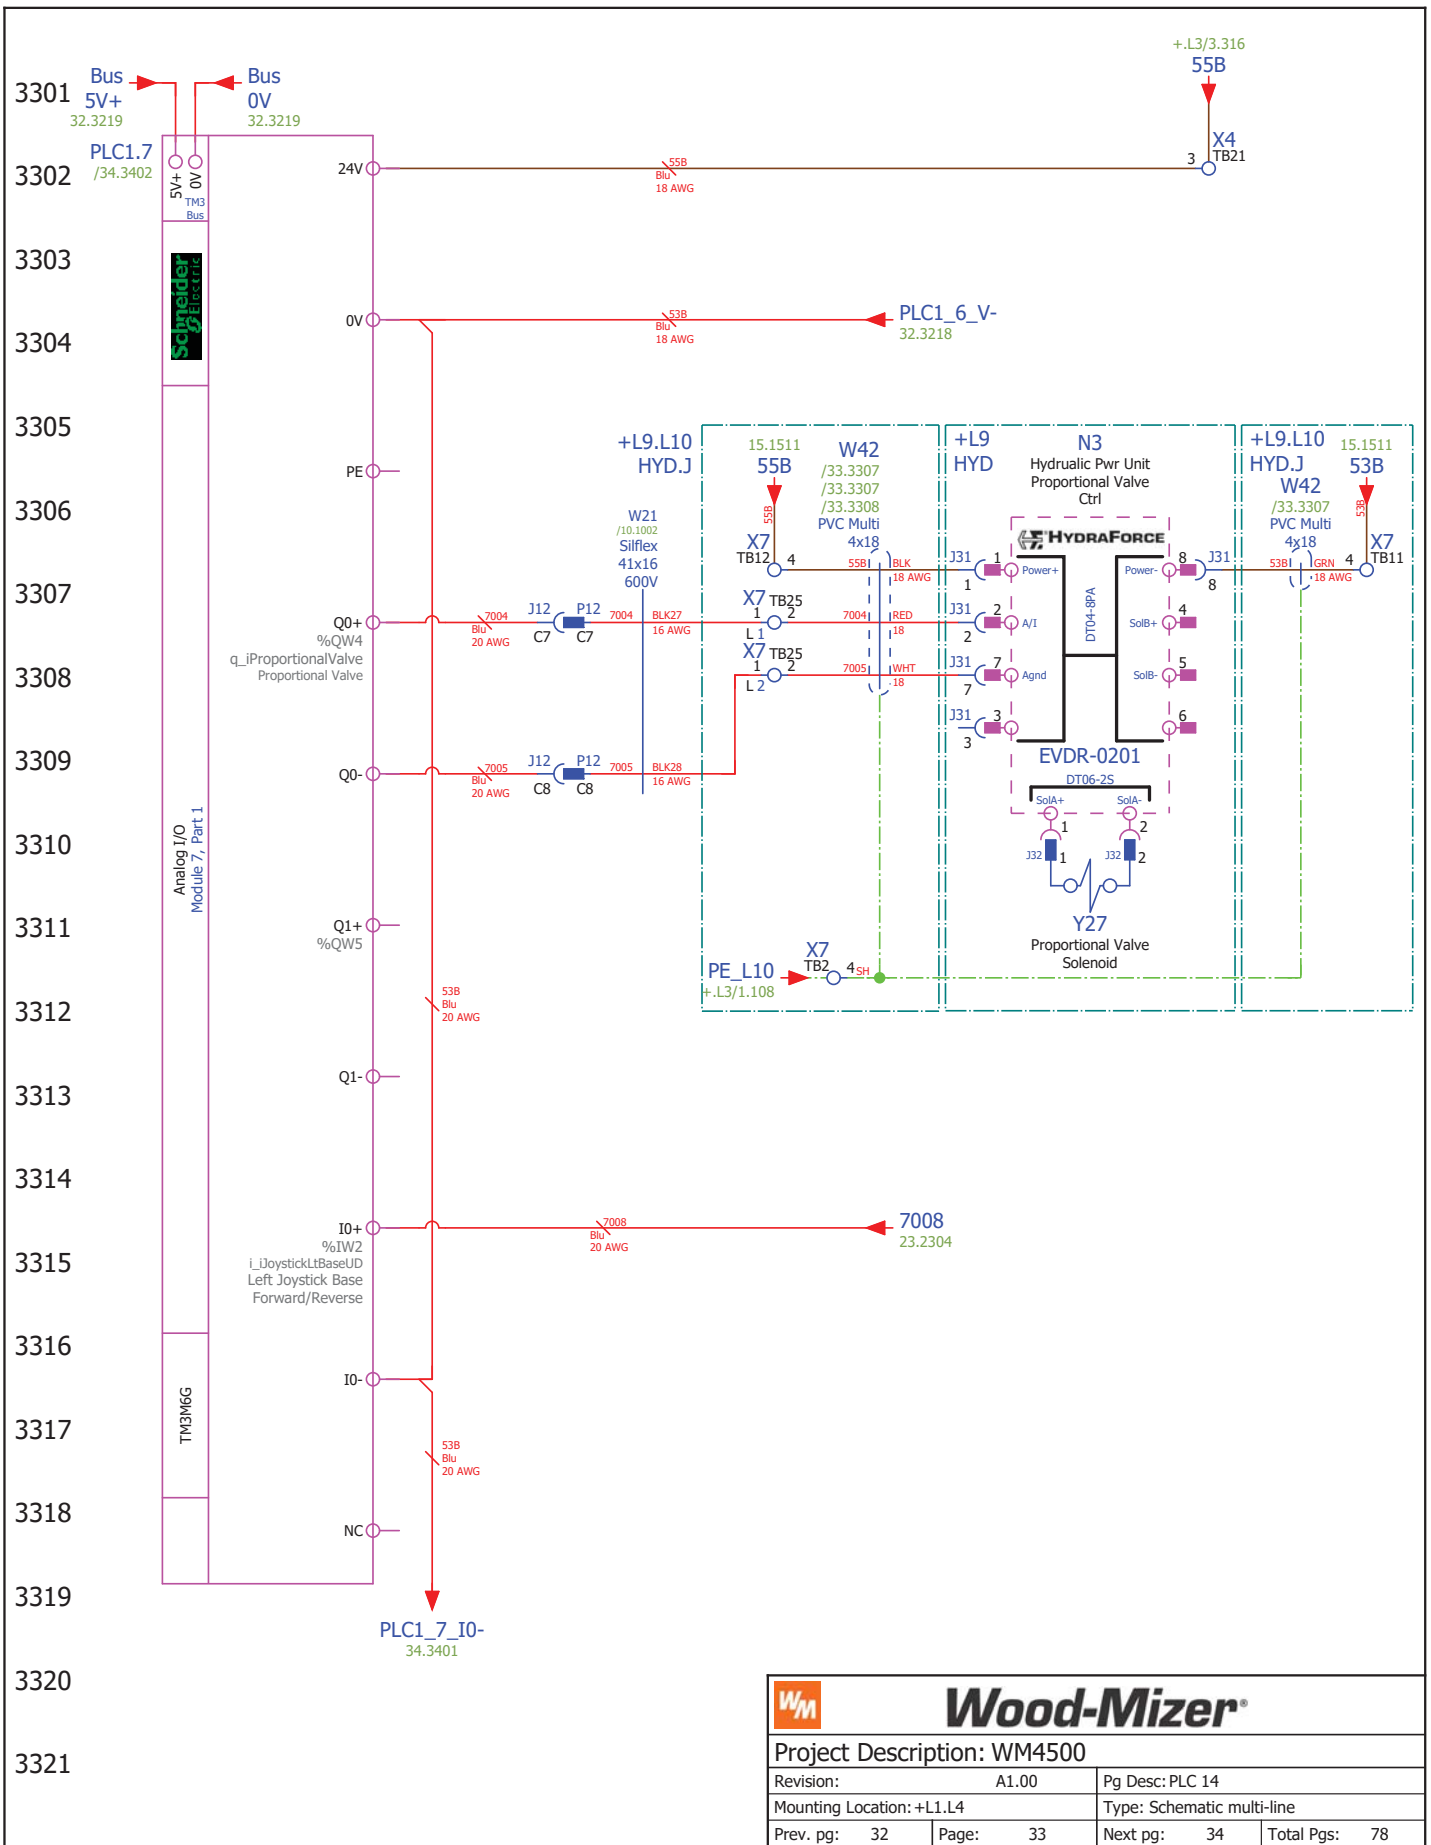 +.L3/3.316
55B
3301
Bus
5V+
32.3219
Bus
0V
32.3219
3302
PLC1.7
/34.3402
5V+
0V
TM3
Bus
24V
55B
Blu
18 AWG
3
X4
TB21
3303
Schneider
Electric
3304
0V
53B
Blu
18 AWG
PLC1_6_V-
32.3218
3305
PE
+L9.L10
HYD.J
15.1511
55B
55B
W42
/33.3307
/33.3307
/33.3308
PVC Multi
4x18
+L9
HYD
N3
Hydrualic Pwr Unit
Proportional Valve
Ctrl
+L9.L10
HYD.J
W42
/33.3307
PVC Multi
4x18
15.1511
53B
53B
3306
W21
/10.1002
Silflex
41x16
600V
HYDRAFORCE
X7
TB12
4
55B
BLK
18 AWG
J31
1
1
Power+
DT04-8PA
Power-
8
J31
8
53B
GRN
18 AWG
4
X7
TB11
3307
Q0+
%QW4
q_iProportionalValve
Proportional Valve
7004
Blu
20 AWG
J12
C7
P12
C7
7004
BLK27
16 AWG
X7
TB25
1
2
L 1
7004
RED
18
J31
2
2
A/I
SolB+
4
3308
X7
TB25
1
2
L 2
7005
WHT
18
J31
7
7
Agnd
SolB-
5
J31
3
3
6
3309
Q0-
7005
Blu
20 AWG
J12
C8
P12
C8
7005
BLK28
16 AWG
EVDR-0201
DT06-2S
SolA+
SolA-
3310
Analog I/O
Module 7, Part 1
1
2
J32
1
J32
2
3311
Q1+
%QW5
Y27
Proportional Valve
Solenoid
PE_L10
+.L3/1.108
X7
TB2
4
SH
3312
53B
Blu
20 AWG
3313
Q1-
3314
I0+
%IW2
i_iJoystickLtBaseUD
Left Joystick Base
Forward/Reverse
7008
Blu
20 AWG
7008
23.2304
3315
3316
I0-
TM3M6G
3317
53B
Blu
20 AWG
3318
NC
3319
PLC1_7_I0-
34.3401
3320
3321
WM
Wood-Mizer®
Project Description: WM4500
Revision: A1.00
Pg Desc: PLC 14
Mounting Location: +L1.L4
Type: Schematic multi-line
Prev. pg: 32
Page: 33
Next pg: 34
Total Pgs: 78